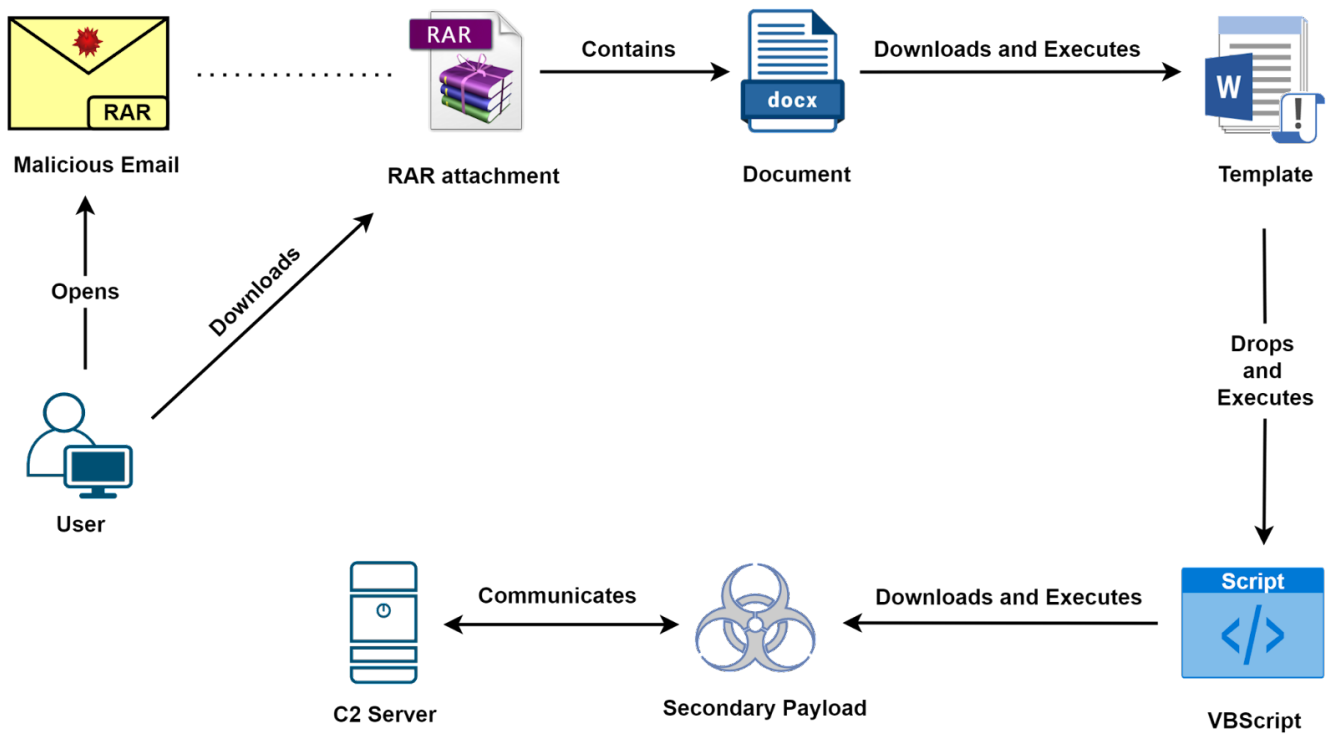 RAR
Malicious Email
RAR
RAR attachment
Contains
docx
Document
Downloads and Executes
W
Template
Opens
Downloads
User
Drops
and
Executes
Script
</>
VBScript
Downloads and Executes
Secondary Payload
Communicates
C2 Server